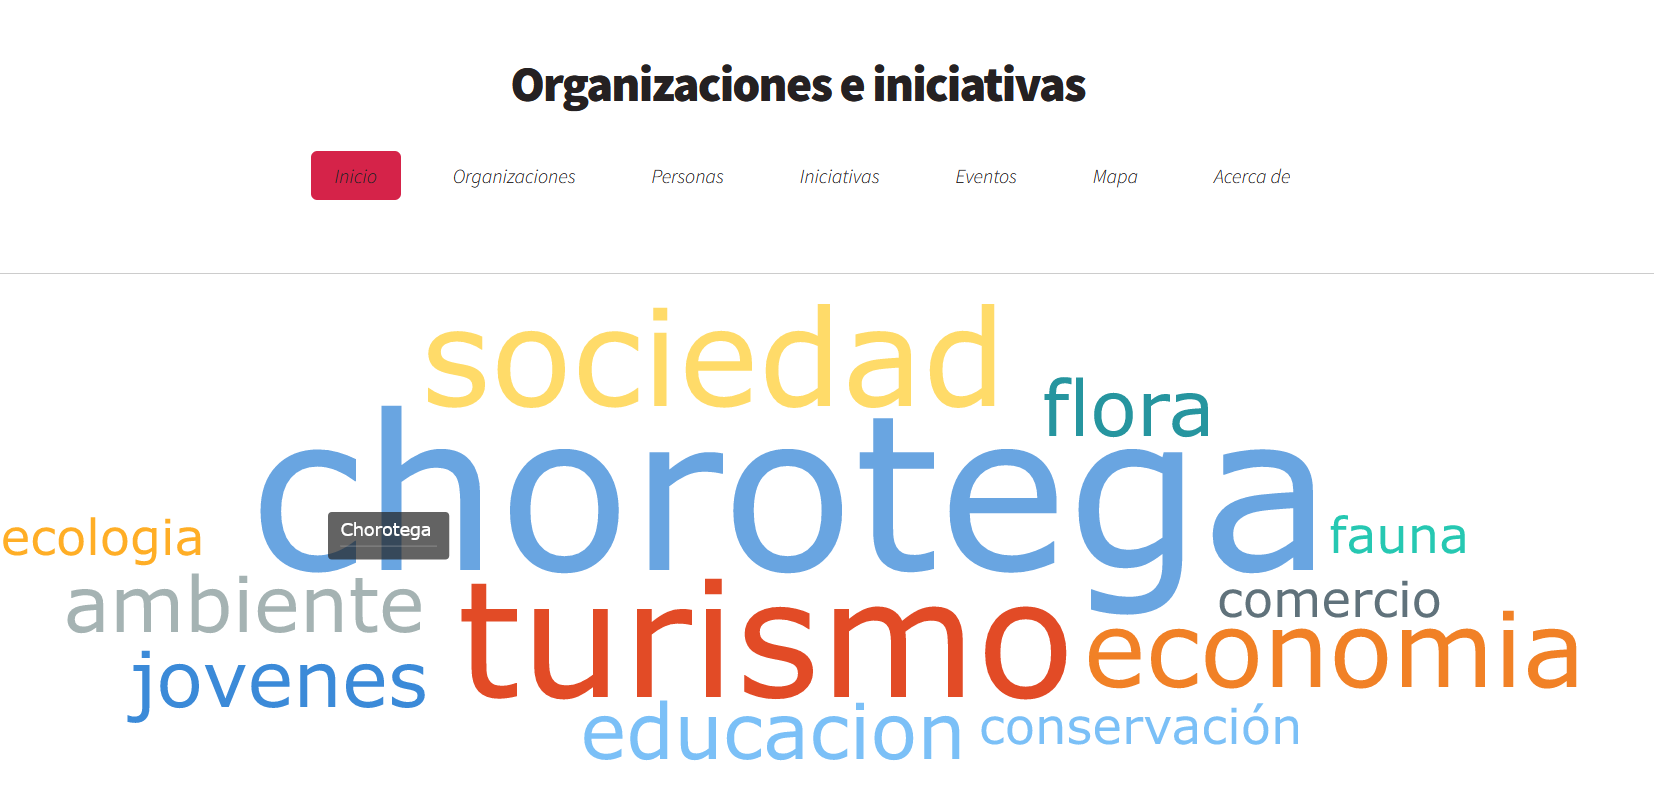 Organizaciones e iniciativas
Inicio Organizaciones Personas Iniciativas Eventos Mapa Acerca de
sociedad
flora
chorotega
Chorotega
ecologia
fauna
ambiente
turismo
comercio
economia
jovenes
educacion
conservación